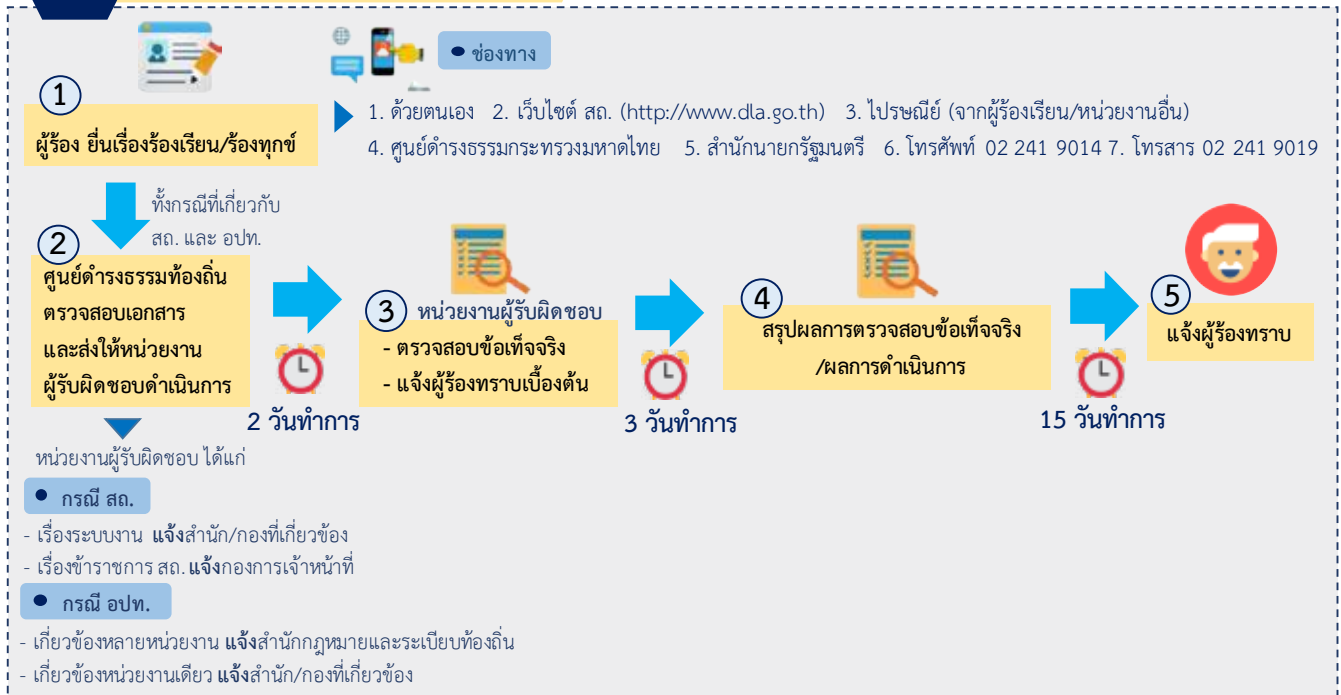 ● ช่องทาง
1
ผู้ร้อง ยื่นเรื่องร้องเรียน/ร้องทุกข์
1. ด้วยตนเอง 2. เว็บไซต์ สถ. (http://www.dla.go.th) 3. ไปรษณีย์ (จากผู้ร้องเรียน/หน่วยงานอื่น)
4. ศูนย์ดำรงธรรมกระทรวงมหาดไทย 5. สำนักนายกรัฐมนตรี 6. โทรศัพท์ 02 241 9014 7. โทรสาร 02 241 9019
ทั้งกรณีที่เกี่ยวกับ
สถ. และ อปท.
2
ศูนย์ดำรงธรรมท้องถิ่น
ตรวจสอบเอกสาร
และส่งให้หน่วยงาน
ผู้รับผิดชอบดำเนินการ
2 วันทำการ
3 หน่วยงานผู้รับผิดชอบ
- ตรวจสอบข้อเท็จจริง
- แจ้งผู้ร้องทราบเบื้องต้น
3 วันทำการ
4
สรุปผลการตรวจสอบข้อเท็จจริง
/ผลการดำเนินการ
15 วันทำการ
5
แจ้งผู้ร้องทราบ
หน่วยงานผู้รับผิดชอบ ได้แก่
● กรณี สถ.
- เรื่องระบบงาน แจ้งสำนัก/กองที่เกี่ยวข้อง
- เรื่องข้าราชการ สถ. แจ้งกองการเจ้าหน้าที่
● กรณี อปท.
- เกี่ยวข้องหลายหน่วยงาน แจ้งสำนักกฎหมายและระเบียบท้องถิ่น
- เกี่ยวข้องหน่วยงานเดียว แจ้งสำนัก/กองที่เกี่ยวข้อง